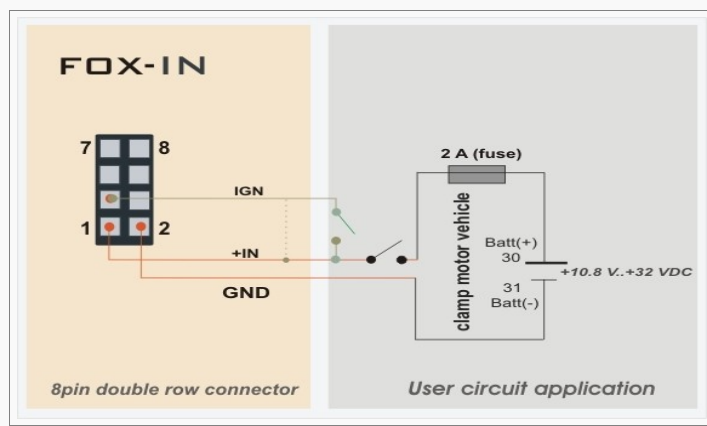 FOX-IN
7 8
2 A (fuse)
IGN
1 2
+IN
GND
clamp motor vehicle
Batt(+)
30
+10.8 V..+32 VDC
31
Batt(-)
8pin double row connector
User circuit application